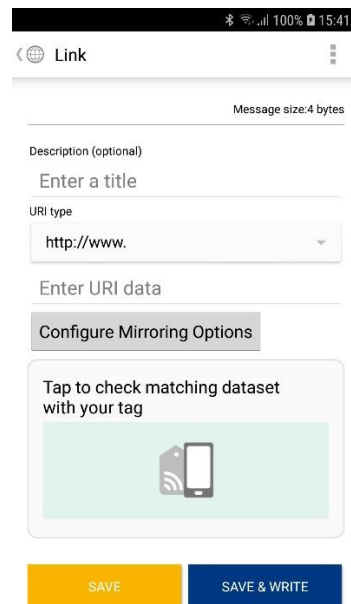 100% 15:41
Link
Message size:4 bytes
Description (optional)
Enter a title
URI type
http://www.
Enter URI data
Configure Mirroring Options
Tap to check matching dataset
with your tag
SAVE
SAVE & WRITE